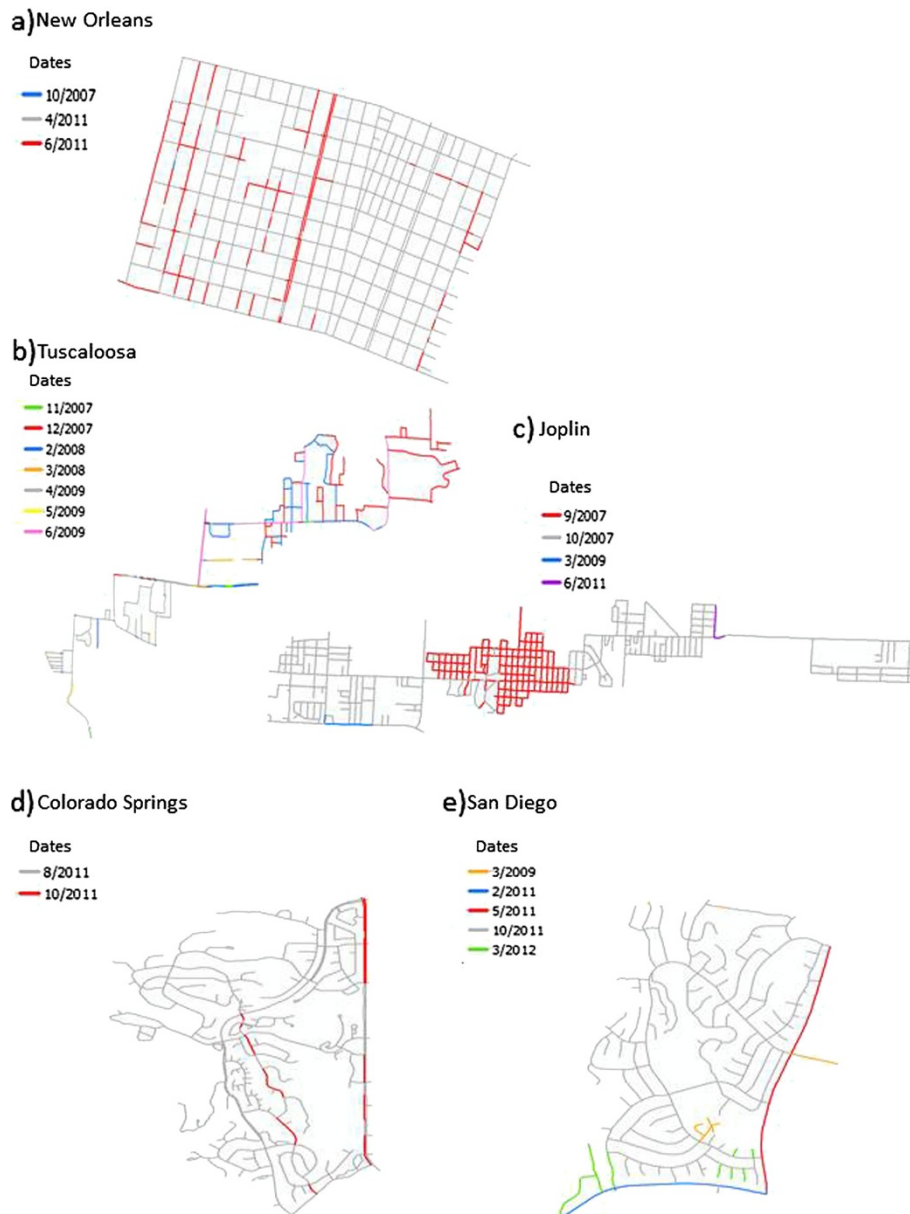 a) New Orleans
Dates
10/2007
4/2011
6/2011
b) Tuscaloosa
Dates
11/2007
12/2007
2/2008
3/2008
4/2009
5/2009
6/2009
c) Joplin
Dates
9/2007
10/2007
3/2009
6/2011
d) Colorado Springs
Dates
8/2011
10/2011
e) San Diego
Dates
3/2009
2/2011
5/2011
10/2011
3/2012